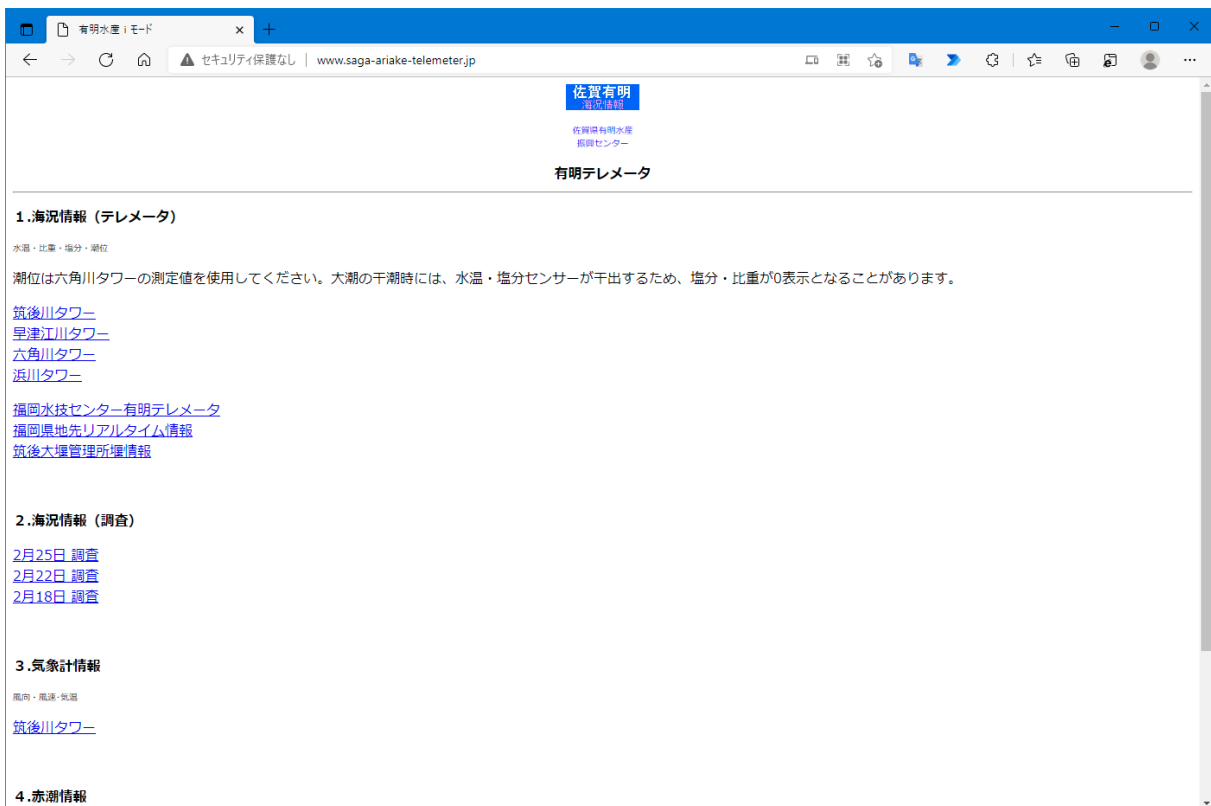 有明水産 i モード
セキュリティ保護なし | www.saga-ariake-telemeter.jp
佐賀有明
海況情報
佐賀県有明水産
振興センター
有明テレメータ
1.海況情報（テレメータ）
水温・比重・塩分・潮位
潮位は六角川タワーの測定値を使用してください。大潮の干潮時には、水温・塩分センサーが干出するため、塩分・比重が0表示となることがあります。
筑後川タワー
早津江川タワー
六角川タワー
浜川タワー
福岡水技センター有明テレメータ
福岡県地先リアルタイム情報
筑後大堰管理所堰情報
2.海況情報（調査）
2月25日 調査
2月22日 調査
2月18日 調査
3.気象計情報
風向・風速・気温
筑後川タワー
4.赤潮情報